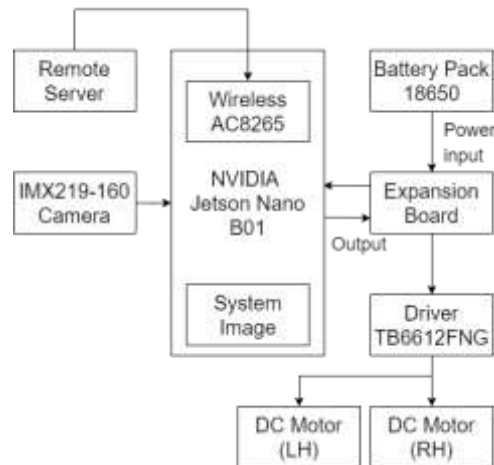 Remote
Server
Wireless
AC8265
Battery Pack
18650
Power
input
IMX219-160
Camera
NVIDIA
Jetson Nano
B01
Expansion
Board
Output
System
Image
Driver
TB6612FNG
DC Motor
(LH)
DC Motor
(RH)